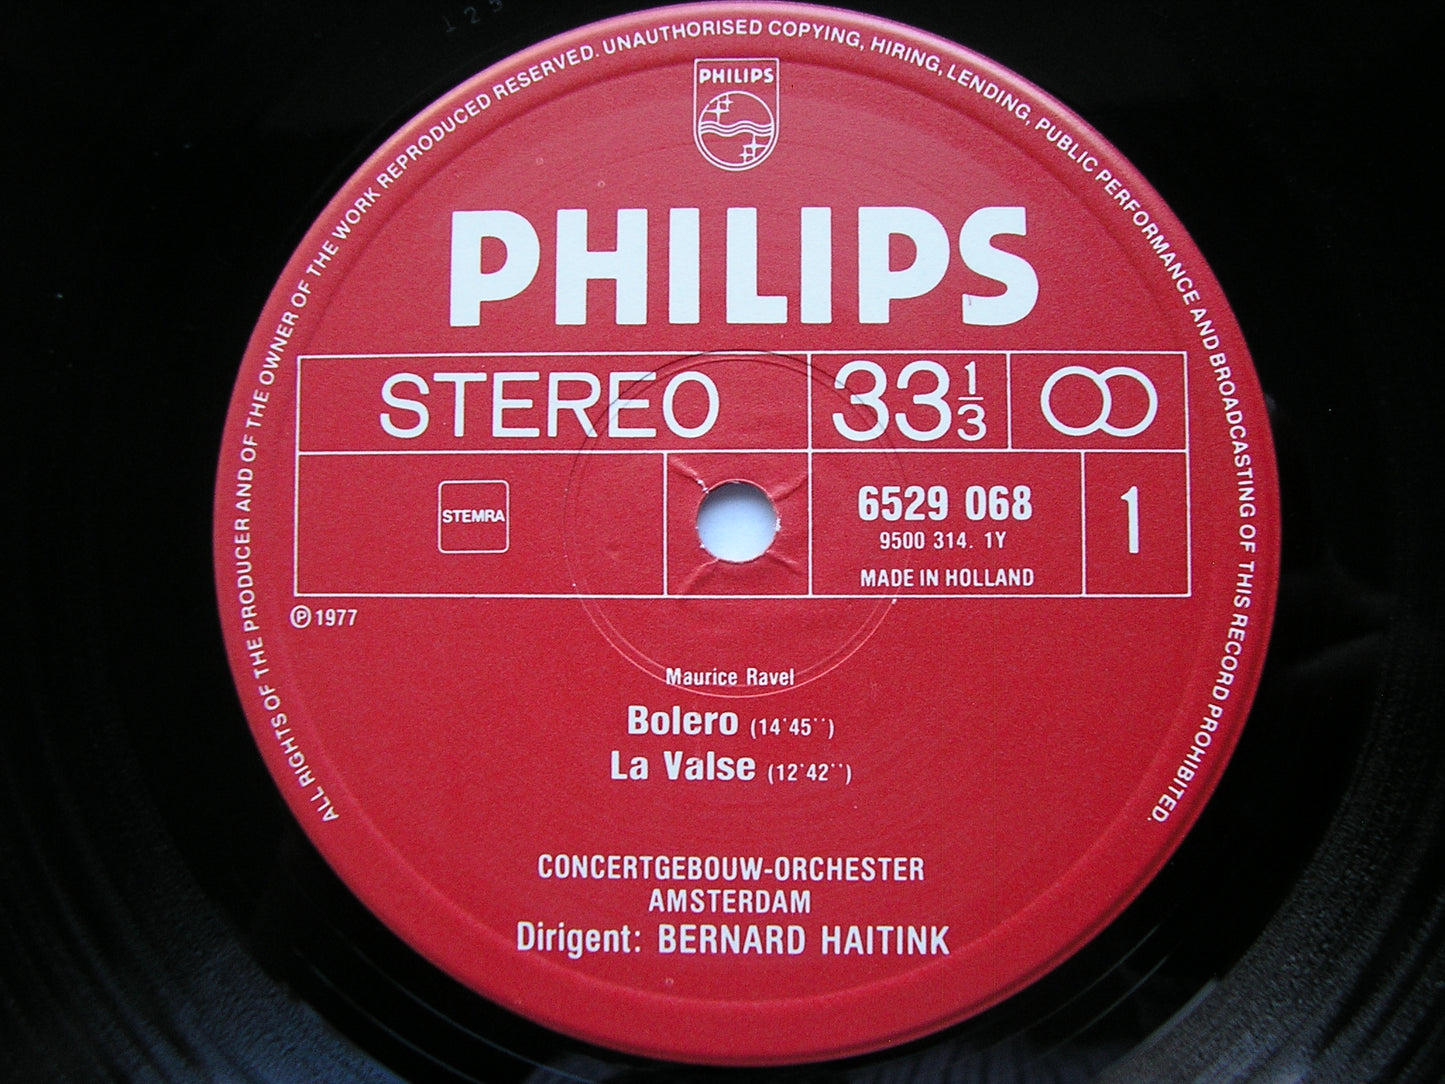 ALL RIGHTS OF THE PRODUCER AND OF THE OWNER OF THE WORK REPRODUCED RESERVED. UNAUTHORISED COPYING, HIRING, LENDING, PUBLIC PERFORMANCE AND BROADCASTING OF THIS RECORD PROHIBITED.
PHILIPS
PHILIPS
STEREO 33 1/3
STEMRA 6529 068 1
9500 314. 1Y
MADE IN HOLLAND
Ⓟ 1977
Maurice Ravel
Bolero (14'45'')
La Valse (12'42'')
CONCERTGEBOUW-ORCHESTER
AMSTERDAM
Dirigent: BERNARD HAITINK